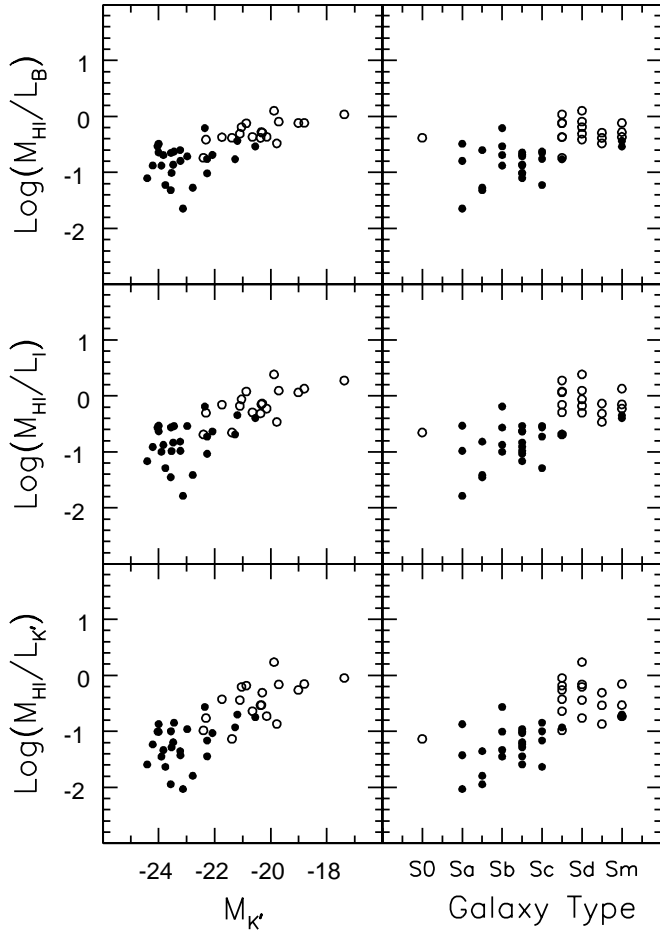 Log(M_HI/L_B)
1
0
-1
-2
Log(M_HI/L_I)
1
0
-1
-2
Log(M_HI/L_K')
1
0
-1
-2
-24 -22 -20 -18
S0 Sa Sb Sc Sd Sm
M_K'
Galaxy Type